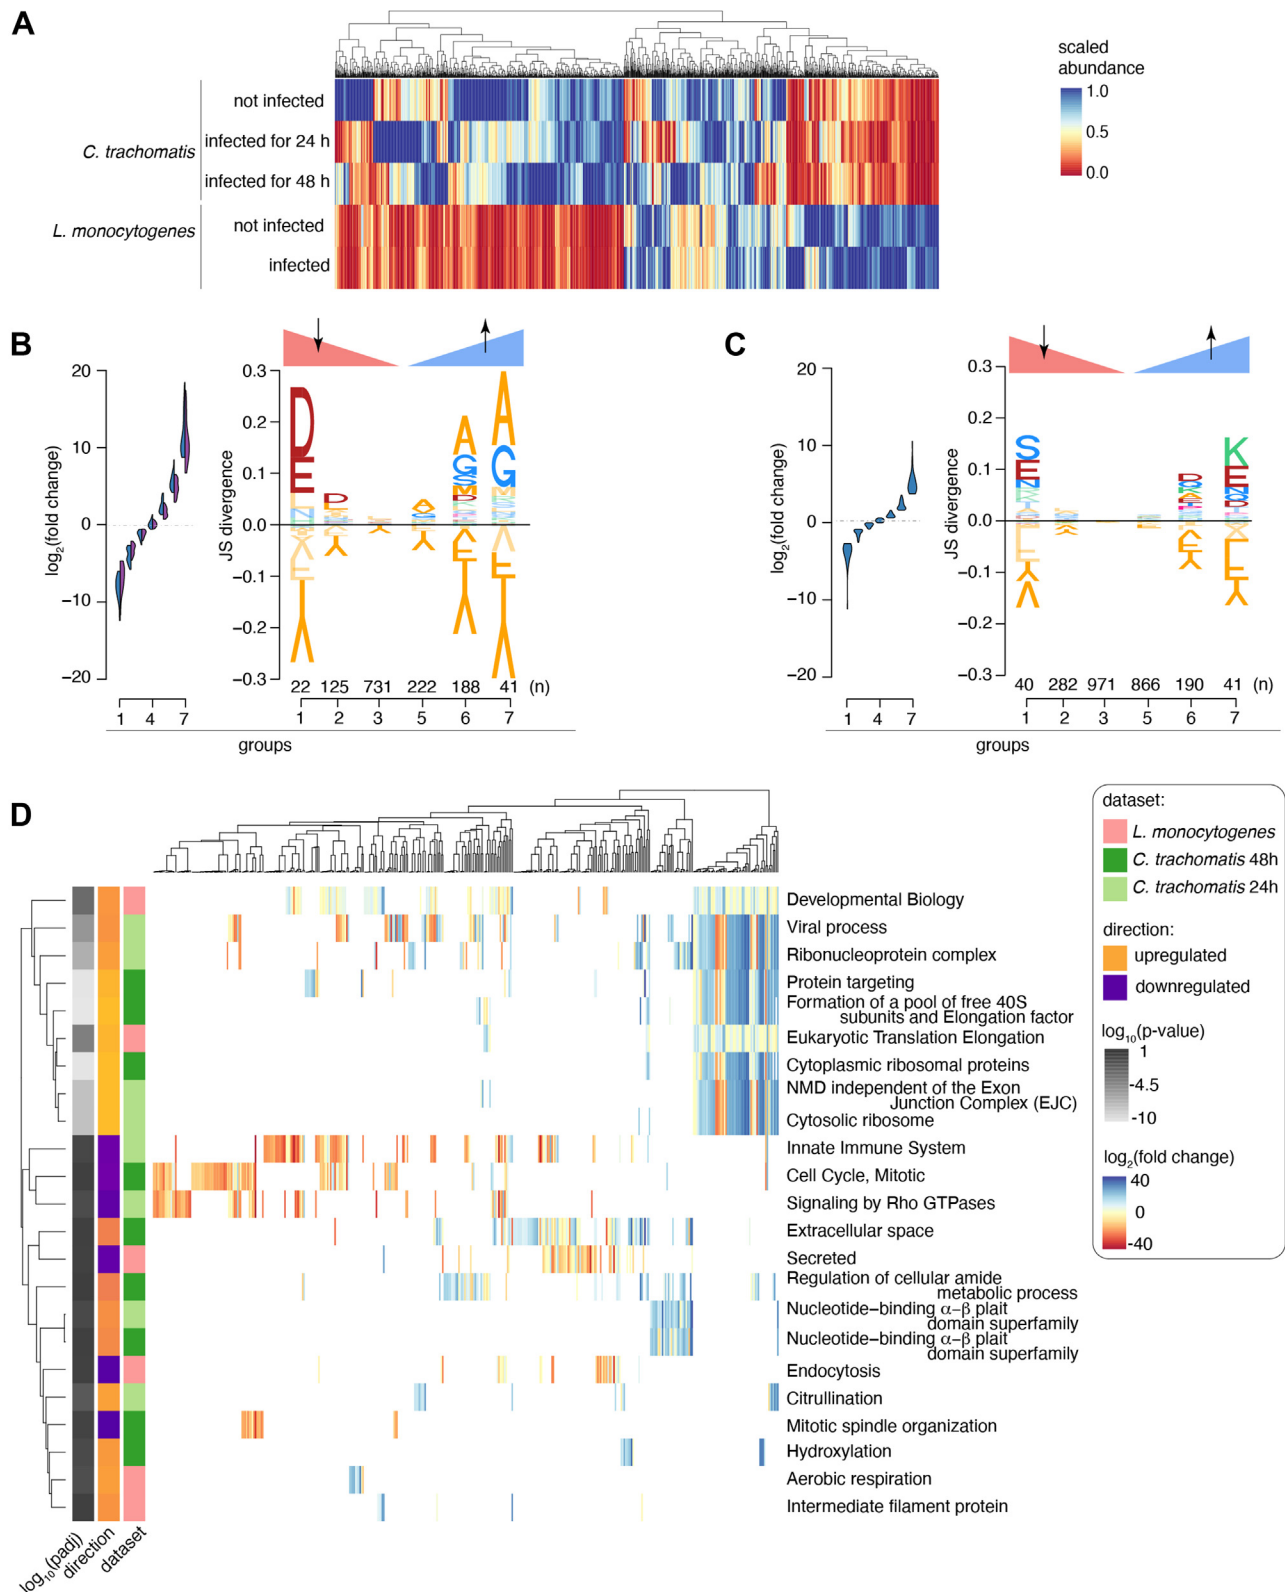 A
not infected
infected for 24 h
infected for 48 h
not infected
infected
C. trachomatis
L. monocytogenes
scaled
abundance
1.0
0.5
0.0
B
log2(fold change)
20
10
0
−10
−20
1 4 7
JS divergence
0.3
0.2
0.1
0.0
−0.1
−0.2
−0.3
D
E
D
A
G
S
A
G
22 125 731 222 188 41 (n)
1 2 3 5 6 7
groups
C
log2(fold change)
20
10
0
−10
−20
1 4 7
JS divergence
0.3
0.2
0.1
0.0
−0.1
−0.2
−0.3
S
E
K
E
40 282 971 866 190 41 (n)
1 2 3 5 6 7
groups
D
Developmental Biology
Viral process
Ribonucleoprotein complex
Protein targeting
Formation of a pool of free 40S
subunits and Elongation factor
Eukaryotic Translation Elongation
Cytoplasmic ribosomal proteins
NMD independent of the Exon
Junction Complex (EJC)
Cytosolic ribosome
Innate Immune System
Cell Cycle, Mitotic
Signaling by Rho GTPases
Extracellular space
Secreted
Regulation of cellular amide
metabolic process
Nucleotide−binding α−β plait
domain superfamily
Nucleotide−binding α−β plait
domain superfamily
Endocytosis
Citrullination
Mitotic spindle organization
Hydroxylation
Aerobic respiration
Intermediate filament protein
log10(padj)
direction
dataset
dataset:
L. monocytogenes
C. trachomatis 48h
C. trachomatis 24h
direction:
upregulated
downregulated
log10(p-value)
1
-4.5
-10
log2(fold change)
40
0
-40